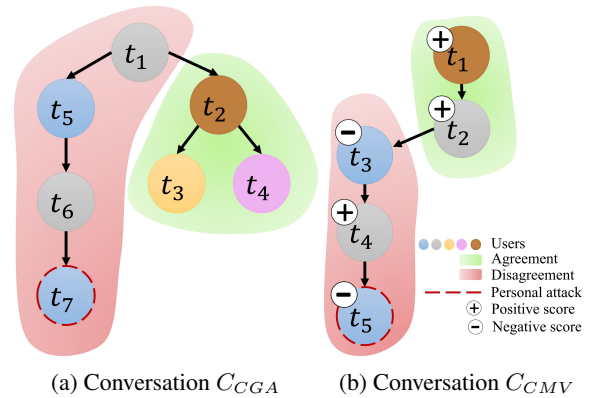 t1
t5
t2
t3
t4
t6
t7
+
t1
+
t2
−
t3
+
t4
−
t5
Users
Agreement
Disagreement
Personal attack
+ Positive score
− Negative score
(a) Conversation CCGA
(b) Conversation CCMV